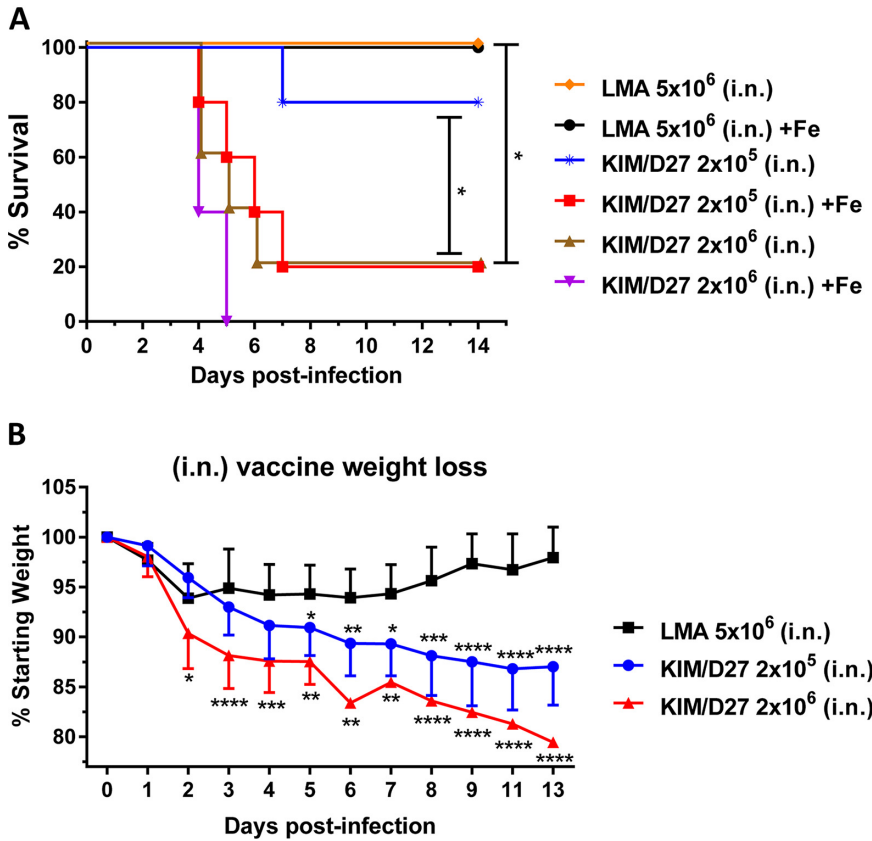 A
% Survival
100
80
60
40
20
0
0 2 4 6 8 10 12 14
Days post-infection
*
*
LMA 5x10⁶ (i.n.)
LMA 5x10⁶ (i.n.) +Fe
KIM/D27 2x10⁵ (i.n.)
KIM/D27 2x10⁵ (i.n.) +Fe
KIM/D27 2x10⁶ (i.n.)
KIM/D27 2x10⁶ (i.n.) +Fe
B
(i.n.) vaccine weight loss
% Starting Weight
105
100
95
90
85
80
* ** * *** **** **** ****
* **** *** ** ** ** **** **** **** ****
0 1 2 3 4 5 6 7 8 9 11 13
Days post-infection
LMA 5x10⁶ (i.n.)
KIM/D27 2x10⁵ (i.n.)
KIM/D27 2x10⁶ (i.n.)